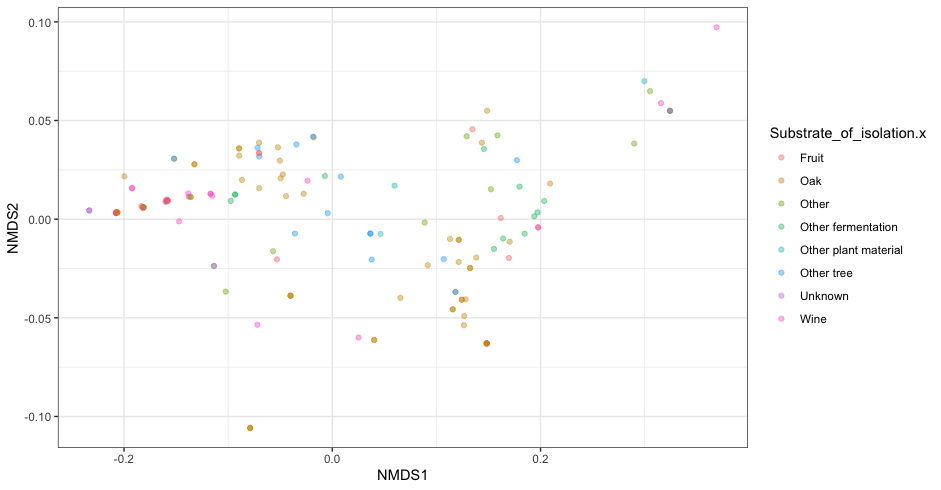 0.10
0.05
0.00
-0.05
-0.10
NMDS2
-0.2
0.0
0.2
NMDS1
Substrate_of_isolation.x
Fruit
Oak
Other
Other fermentation
Other plant material
Other tree
Unknown
Wine